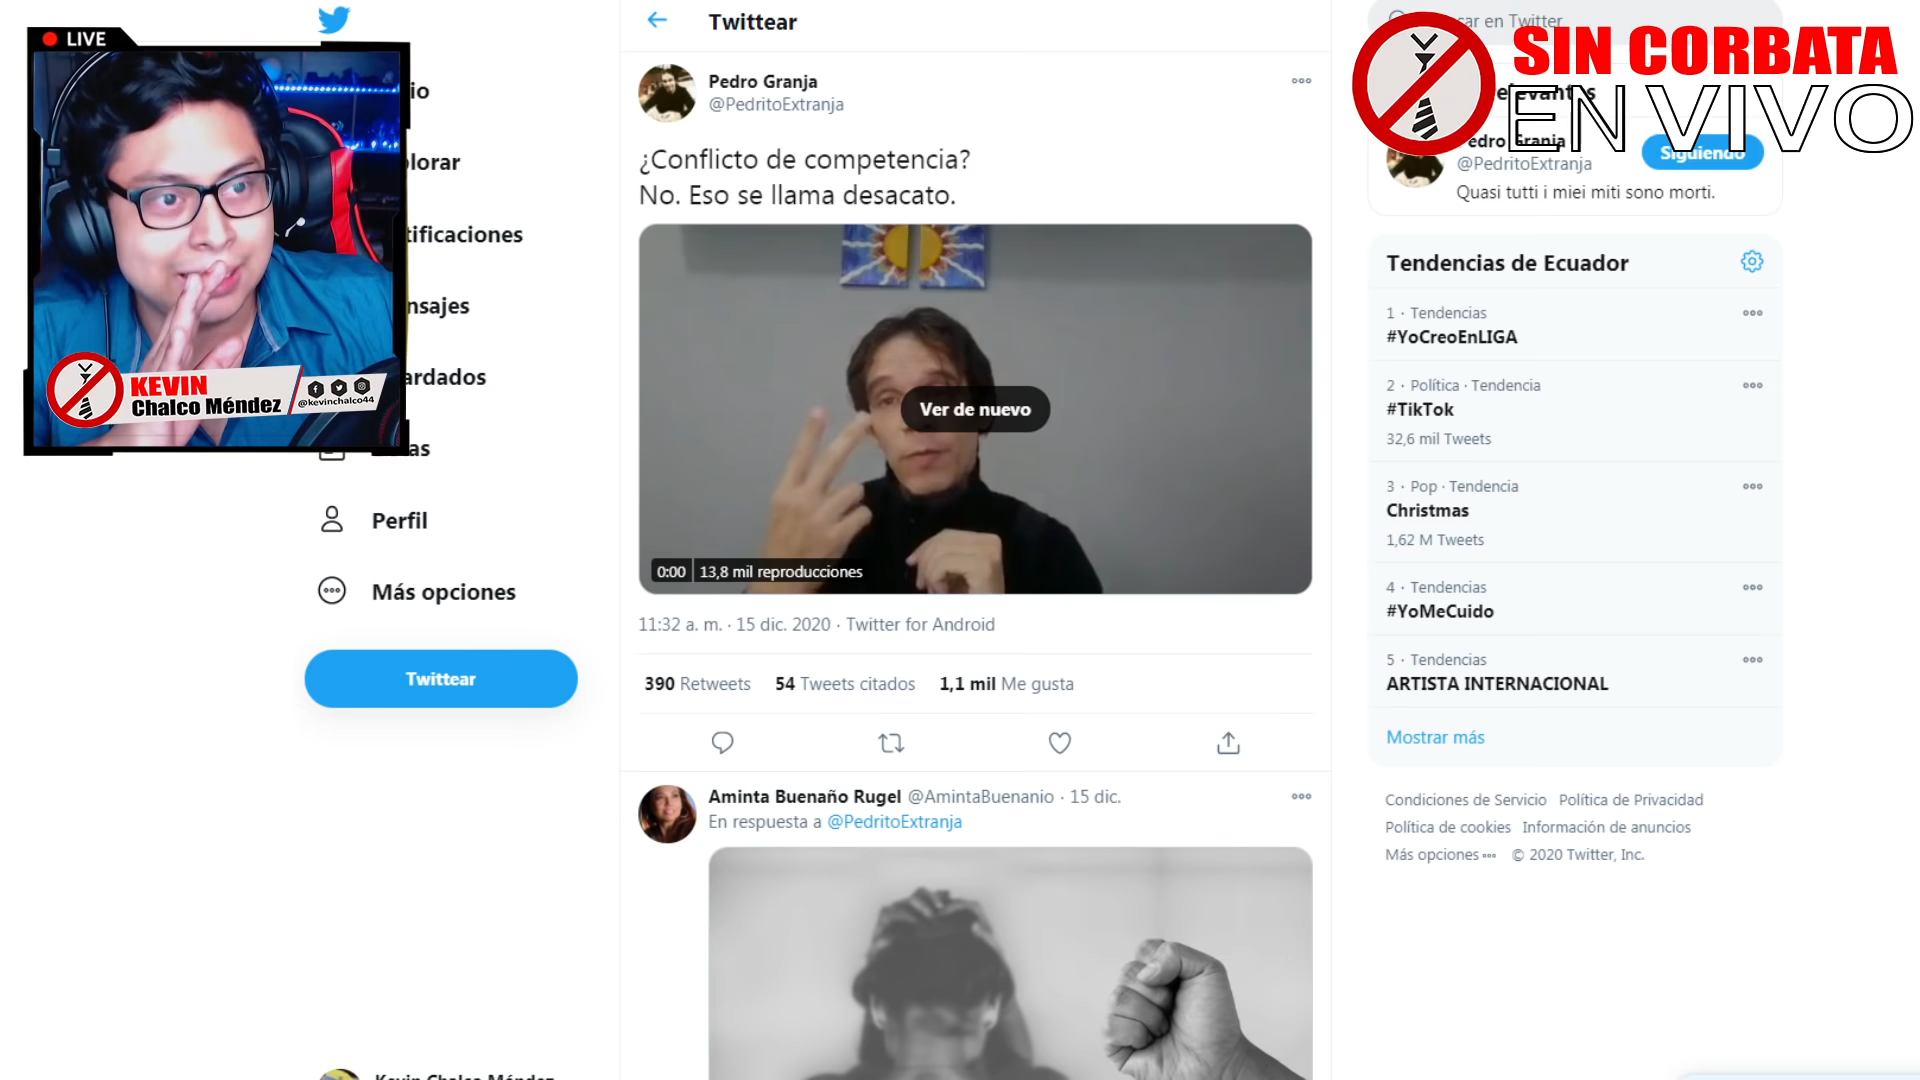 LIVE
KEVIN
Chalco Méndez
@kevinchalco44
Perfil
Más opciones
Twittear
Twittear
Pedro Granja
@PedritoExtranja
¿Conflicto de competencia?
No. Eso se llama desacato.
Ver de nuevo
0:00 13,8 mil reproducciones
11:32 a. m. · 15 dic. 2020 · Twitter for Android
390 Retweets 54 Tweets citados 1,1 mil Me gusta
Aminta Buenaño Rugel @AmintaBuenanio · 15 dic.
En respuesta a @PedritoExtranja
en Twitter
SIN CORBATA
EN VIVO
Pedro Granja
@PedritoExtranja
Siguiendo
Quasi tutti i miei miti sono morti.
Tendencias de Ecuador
1 · Tendencias
#YoCreoEnLIGA
2 · Política · Tendencia
#TikTok
32,6 mil Tweets
3 · Pop · Tendencia
Christmas
1,62 M Tweets
4 · Tendencias
#YoMeCuido
5 · Tendencias
ARTISTA INTERNACIONAL
Mostrar más
Condiciones de Servicio Política de Privacidad
Política de cookies Información de anuncios
Más opciones © 2020 Twitter, Inc.
Kevin Chalco Méndez